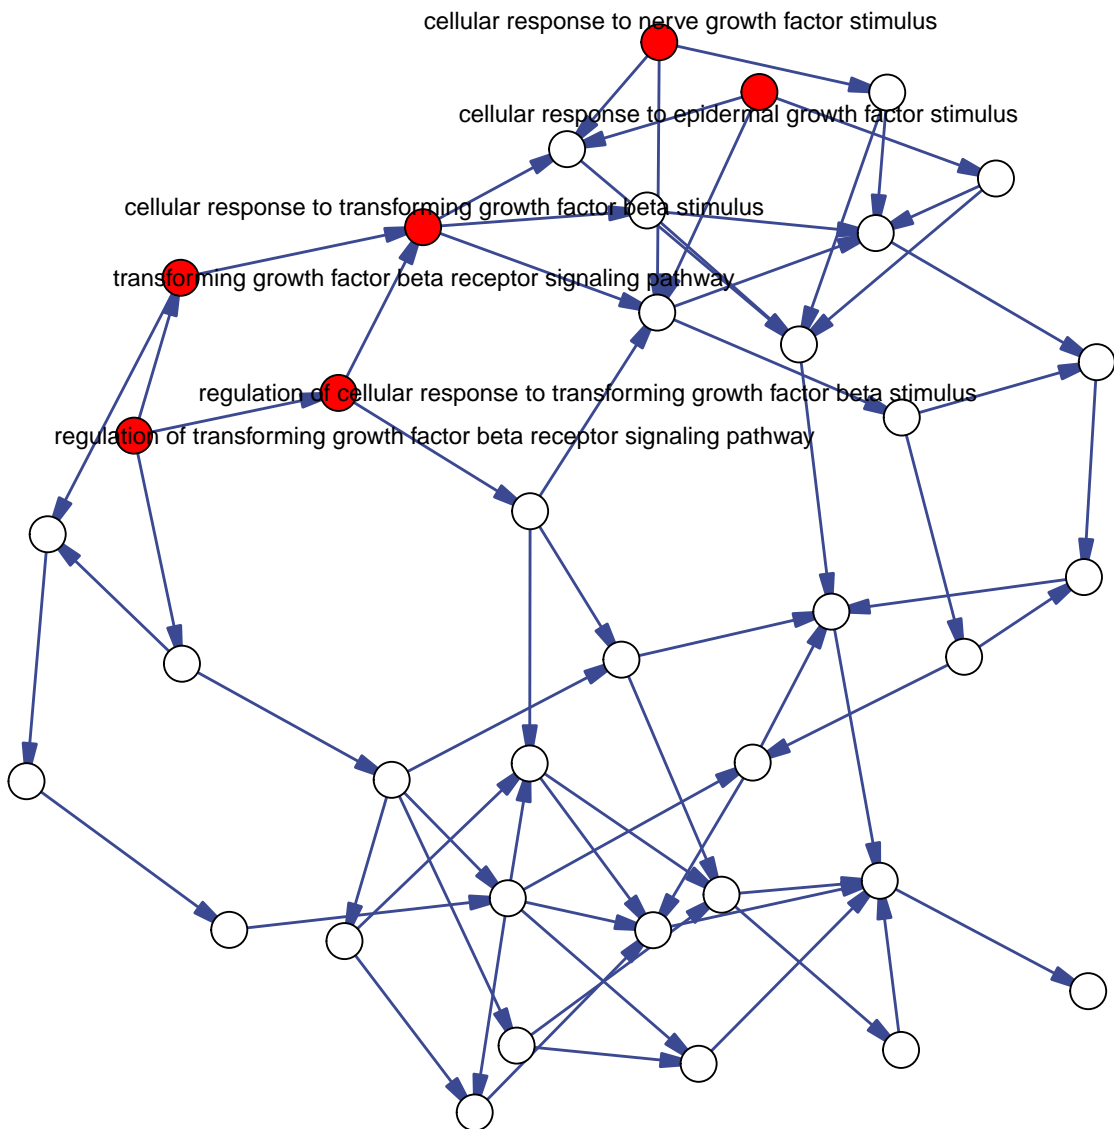 cellular response to nerve growth factor stimulus
cellular response to epidermal growth factor stimulus
cellular response to transforming growth factor beta stimulus
transforming growth factor beta receptor signaling pathway
regulation of cellular response to transforming growth factor beta stimulus
regulation of transforming growth factor beta receptor signaling pathway